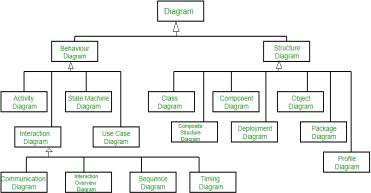 Diagram
Behaviour
Diagram
Structure
Diagram
Activity
Diagram
State Machine
Diagram
Class
Diagram
Component
Diagram
Object
Diagram
Interaction
Diagram
Use Case
Diagram
Composite
Structure
Diagram
Deployment
Diagram
Package
Diagram
Profile
Diagram
Communication
Diagram
Interaction
Overview
Diagram
Sequence
Diagram
Timing
Diagram